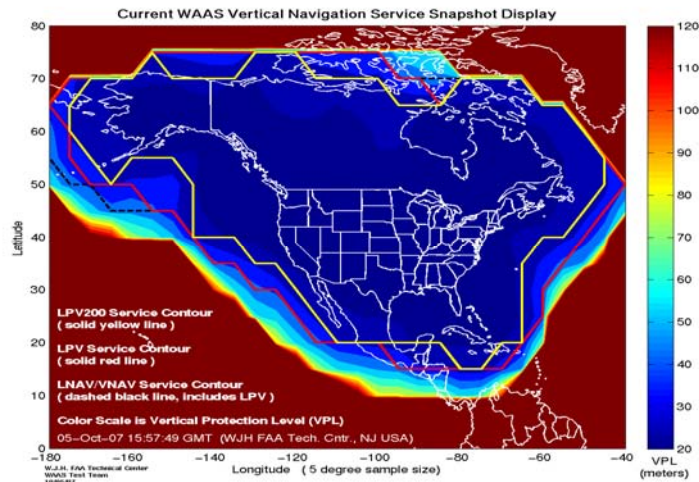 Current WAAS Vertical Navigation Service Snapshot Display
80
70
60
50
40
30
20
10
0
Latitude
LPV200 Service Contour
( solid yellow line )
LPV Service Contour
( solid red line )
LNAV/VNAV Service Contour
( dashed black line, includes LPV)
Color Scale is Vertical Protection Level (VPL)
05-Oct-07 15:57:49 GMT (WJH FAA Tech. Cntr., NJ USA)
-180 -160 -140 -120 -100 -80 -60 -40
Longitude ( 5 degree sample size)
W.J.H. FAA Technical Center
WAAS Test Team
120
110
100
90
80
70
60
50
40
30
20
VPL
(meters)